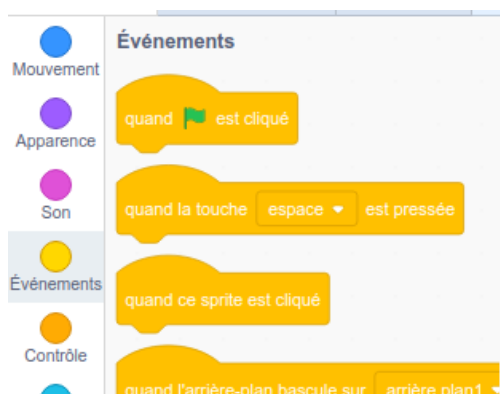 Événements
Mouvement
quand est cliqué
Apparence
quand la touche espace est pressée
Son
Événements
quand ce sprite est cliqué
Contrôle
quand l'arrière-plan bascule sur arrière plan1